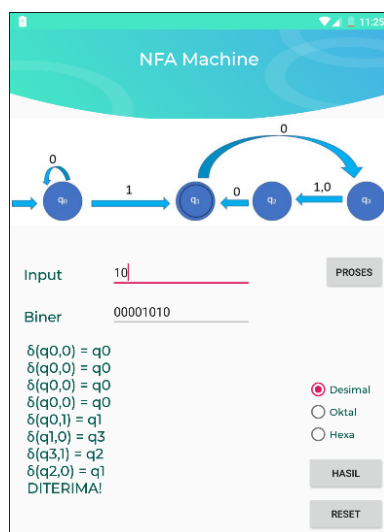 11:25
NFA Machine
0
0
1
0
1,0
q0
q1
q2
q3
Input
10
PROSES
Biner
00001010
δ(q0,0) = q0
δ(q0,0) = q0
δ(q0,0) = q0
δ(q0,0) = q0
δ(q0,1) = q1
δ(q1,0) = q3
δ(q3,1) = q2
δ(q2,0) = q1
DITERIMA!
Desimal
Oktal
Hexa
HASIL
RESET